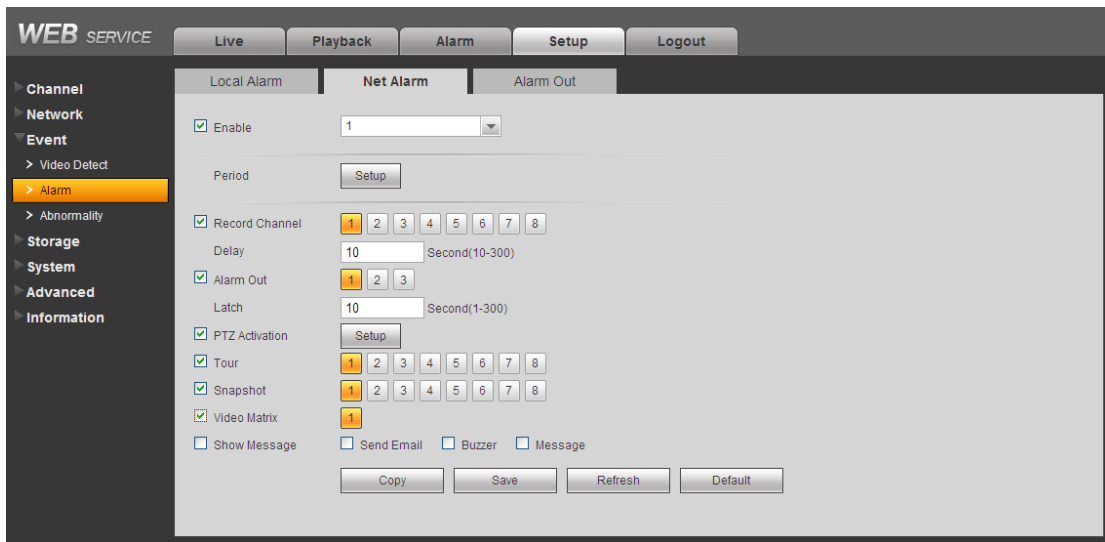 WEB SERVICE
Live Playback Alarm Setup Logout
Local Alarm Net Alarm Alarm Out
Channel
Network
Event
> Video Detect
> Alarm
> Abnormality
Storage
System
Advanced
Information
Enable 1
Period Setup
Record Channel 1 2 3 4 5 6 7 8
Delay 10 Second(10-300)
Alarm Out 1 2 3
Latch 10 Second(1-300)
PTZ Activation Setup
Tour 1 2 3 4 5 6 7 8
Snapshot 1 2 3 4 5 6 7 8
Video Matrix 1
Show Message Send Email Buzzer Message
Copy Save Refresh Default